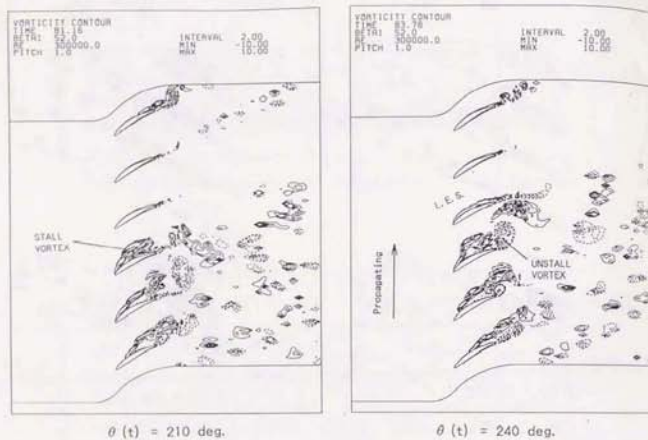 VORTICITY CONTOUR
TIME 81.16
BETA1 52.0 INTERVAL 2.00
RE 300000.0 MIN -10.00
PITCH 1.0 MAX 10.00
STALL
VORTEX
θ (t) = 210 deg.
VORTICITY CONTOUR
TIME 83.76
BETA1 52.0 INTERVAL 2.00
RE 300000.0 MIN -10.00
PITCH 1.0 MAX 10.00
L.E.S.
Propagating
UNSTALL
VORTEX
θ (t) = 240 deg.